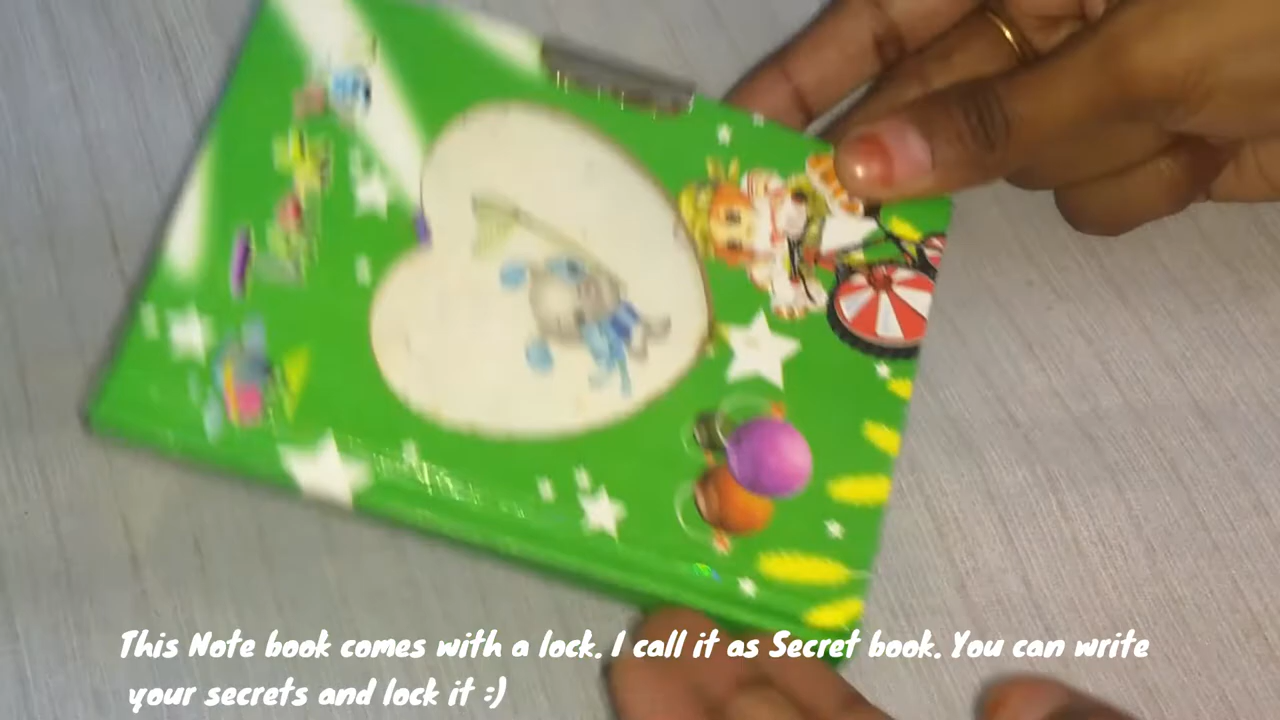 This Note book comes with a lock. I call it as Secret book. You can write
your secrets and lock it :)